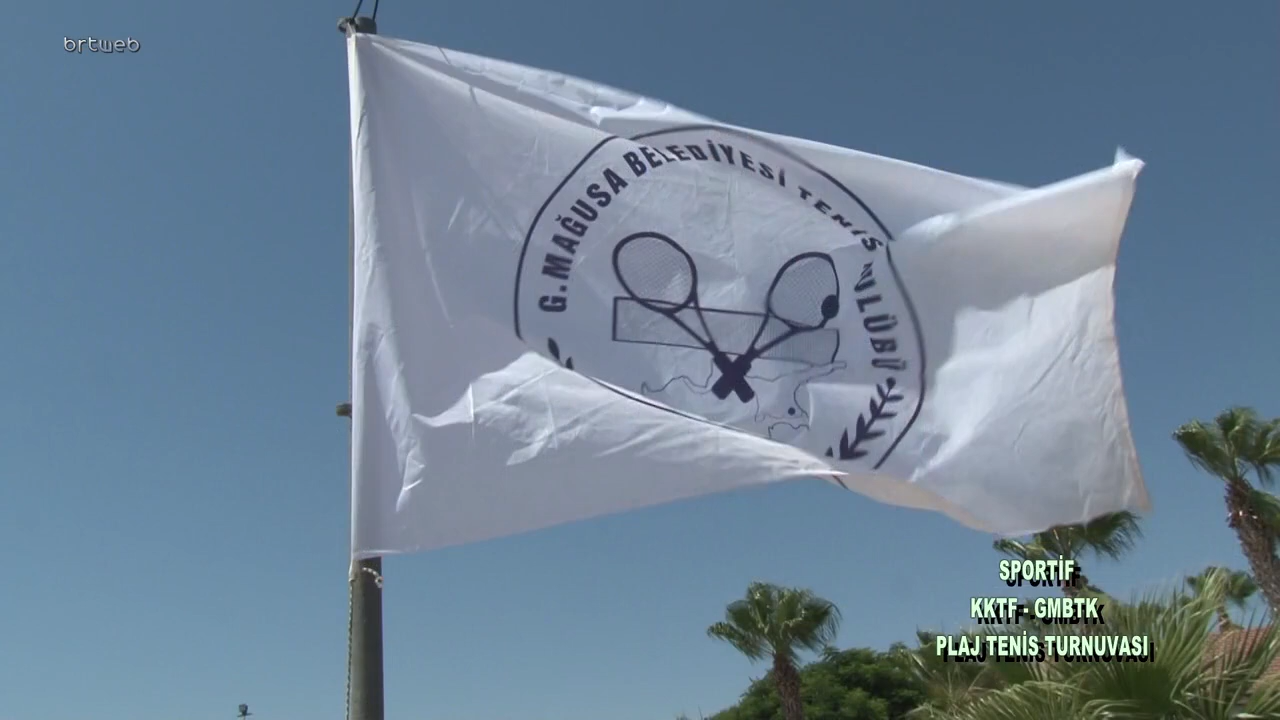 brtweb
G.MAĞUSA BELEDİYESİ TENİS KULÜBÜ
SPORTİF
KKTF - GMBTK
PLAJ TENİS TURNUVASI